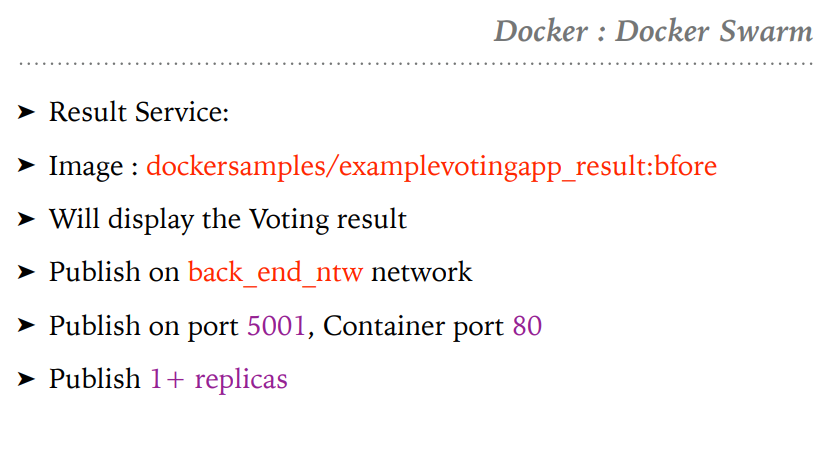 Docker : Docker Swarm
➤ Result Service:
➤ Image : dockersamples/examplevotingapp_result:bfore
➤ Will display the Voting result
➤ Publish on back_end_ntw network
➤ Publish on port 5001, Container port 80
➤ Publish 1+ replicas